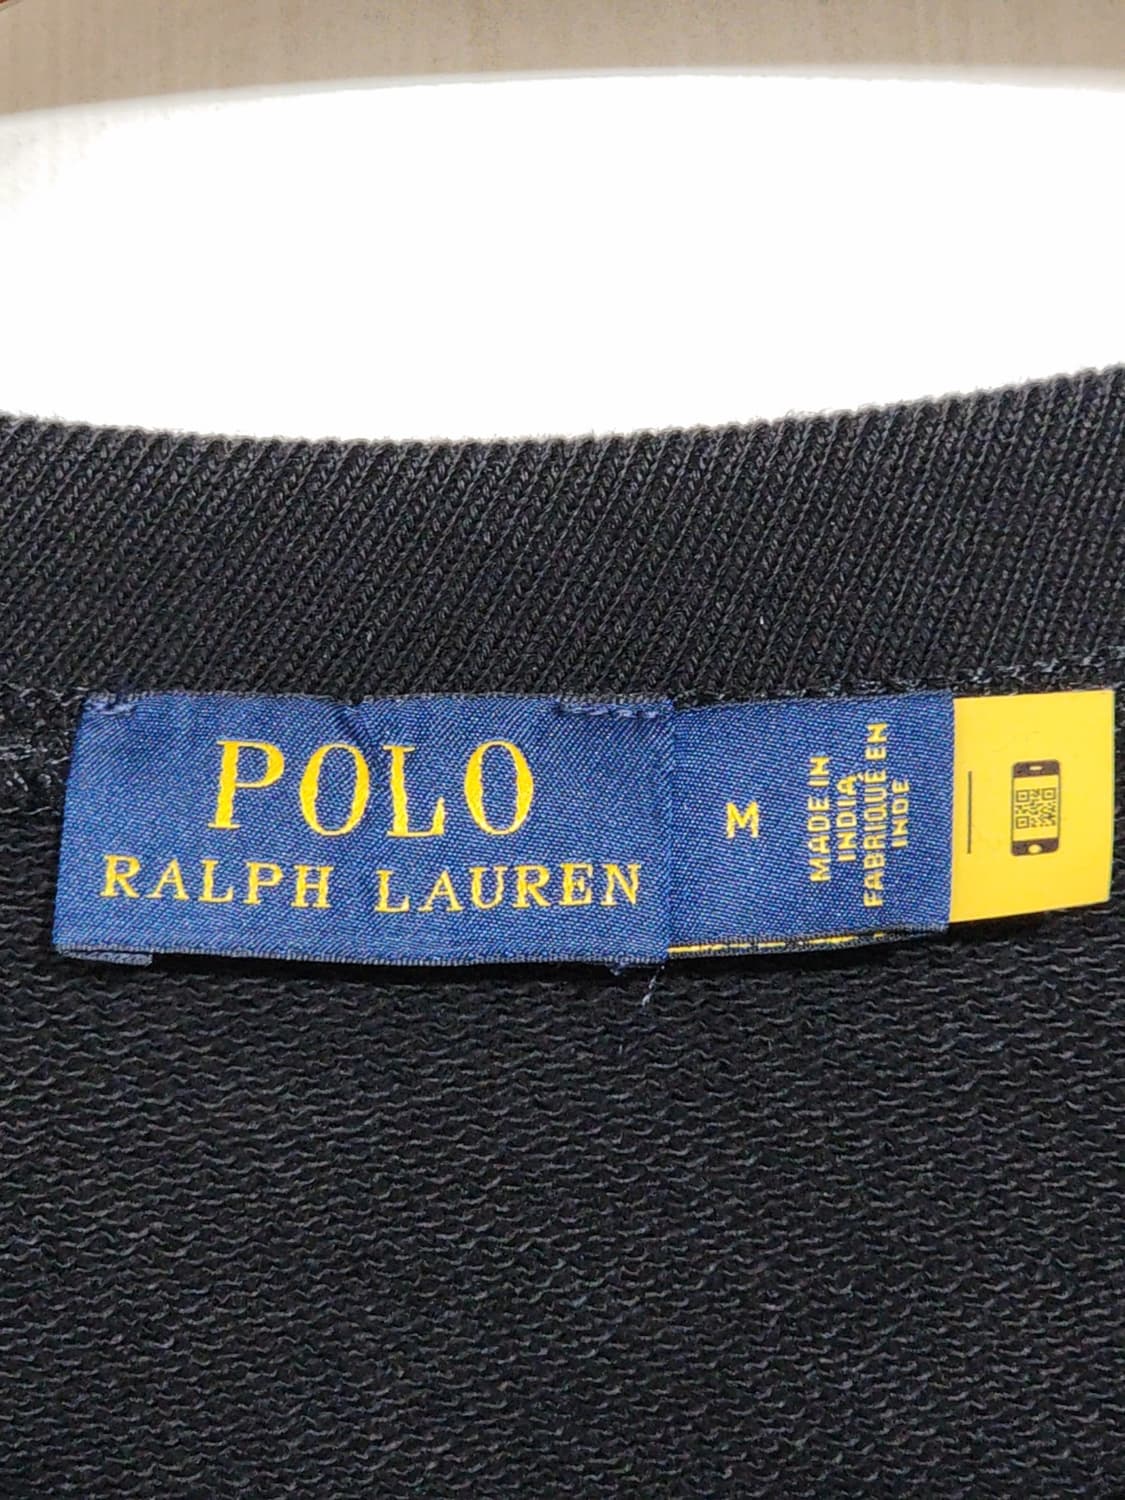 POLO
RALPH LAUREN
M
MADE IN
INDIA
FABRIQUÉ EN
INDE